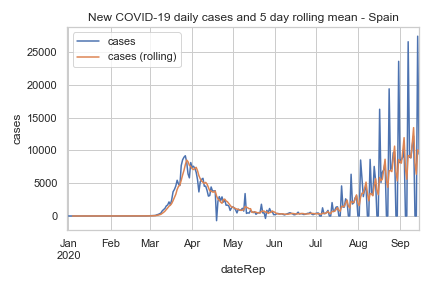 New COVID-19 daily cases and 5 day rolling mean - Spain
cases
cases (rolling)
25000
20000
15000
10000
5000
0
cases
Jan Feb Mar Apr May Jun Jul Aug Sep
2020
dateRep